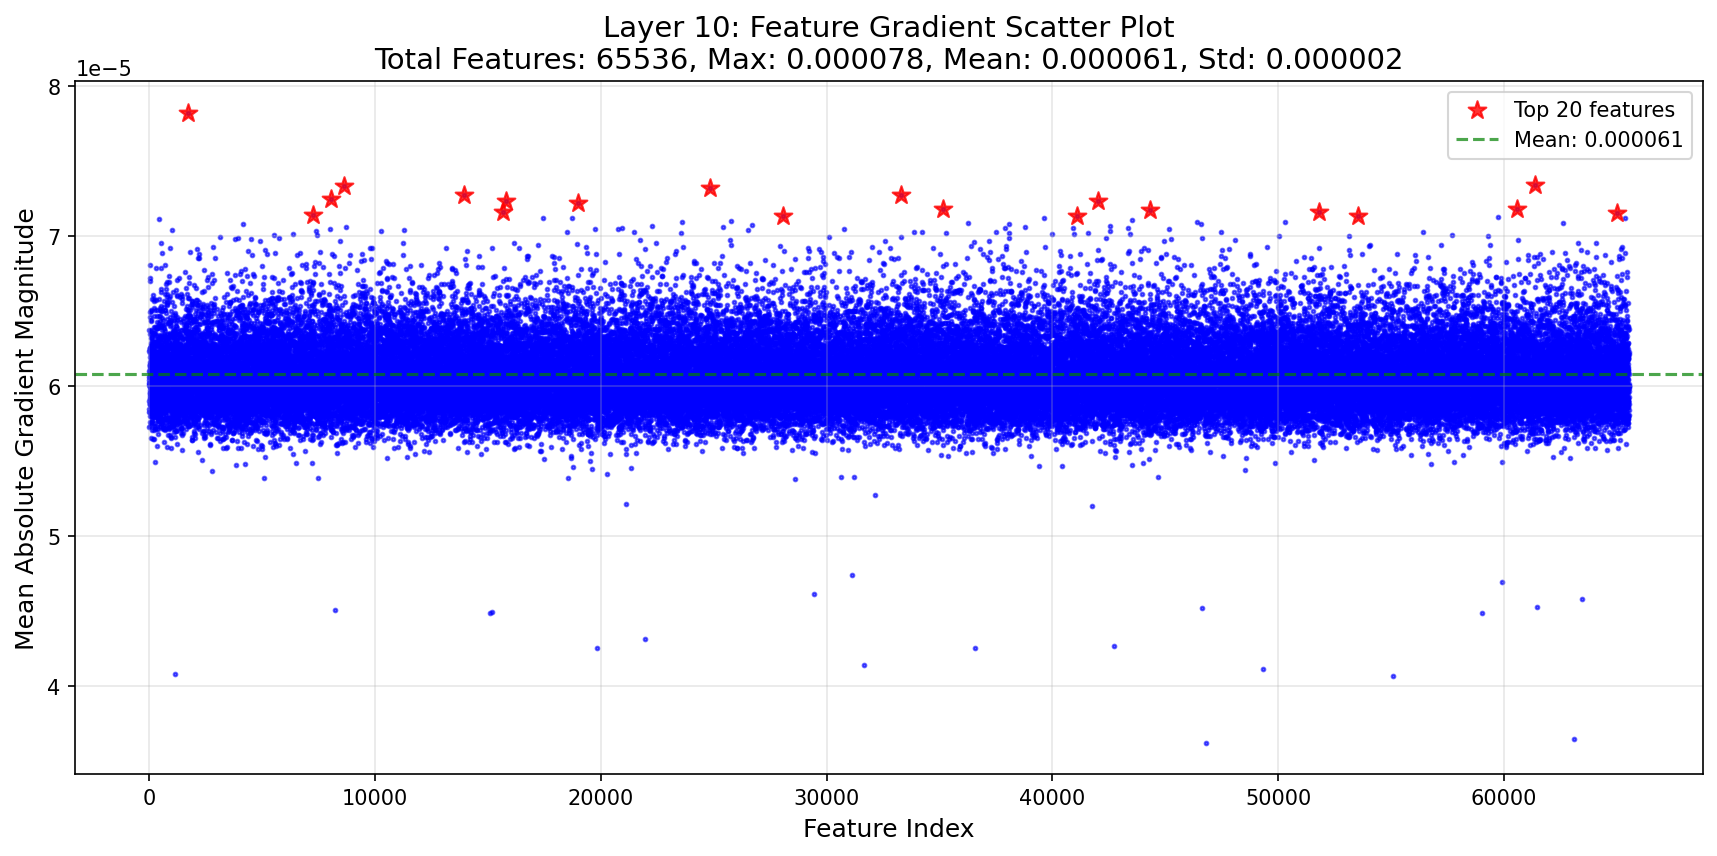 Layer 10: Feature Gradient Scatter Plot
Total Features: 65536, Max: 0.000078, Mean: 0.000061, Std: 0.000002
1e−5
8
7
6
5
4
Mean Absolute Gradient Magnitude
Top 20 features
Mean: 0.000061
0 10000 20000 30000 40000 50000 60000
Feature Index